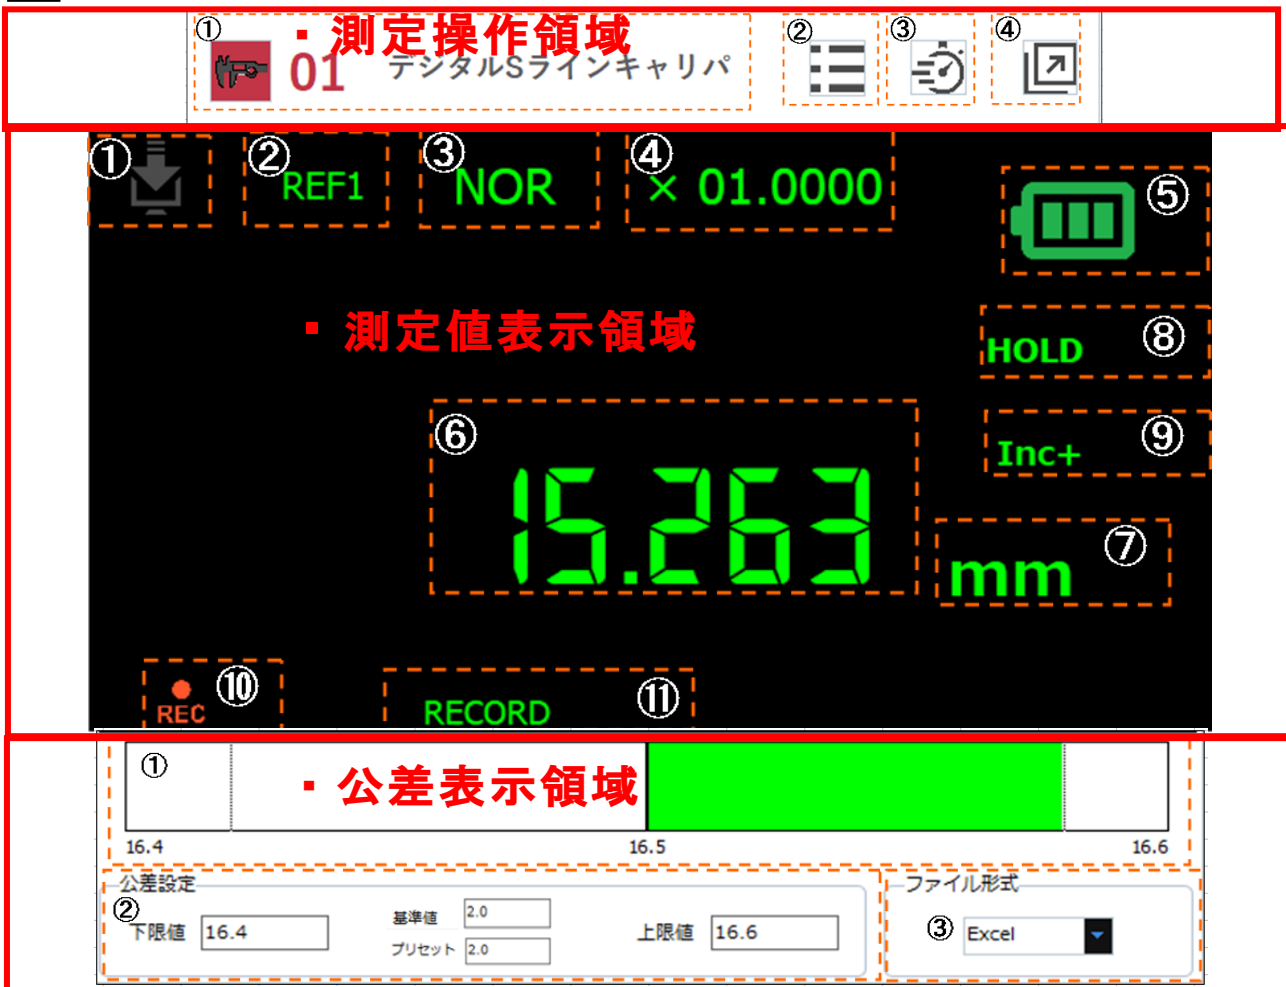 ・測定操作領域
① 01 デジタルSラインキャリパ ② ③ ④
① ② REF1 ③ NOR ④ × 01.0000
⑤
・測定値表示領域
HOLD ⑧
⑥ 15.263
Inc+ ⑨
mm ⑦
REC ⑩ RECORD ⑪
① ・公差表示領域
16.4 16.5 16.6
公差設定 ファイル形式
② 下限値 16.4 基準値 2.0 上限値 16.6 ③ Excel
プリセット 2.0